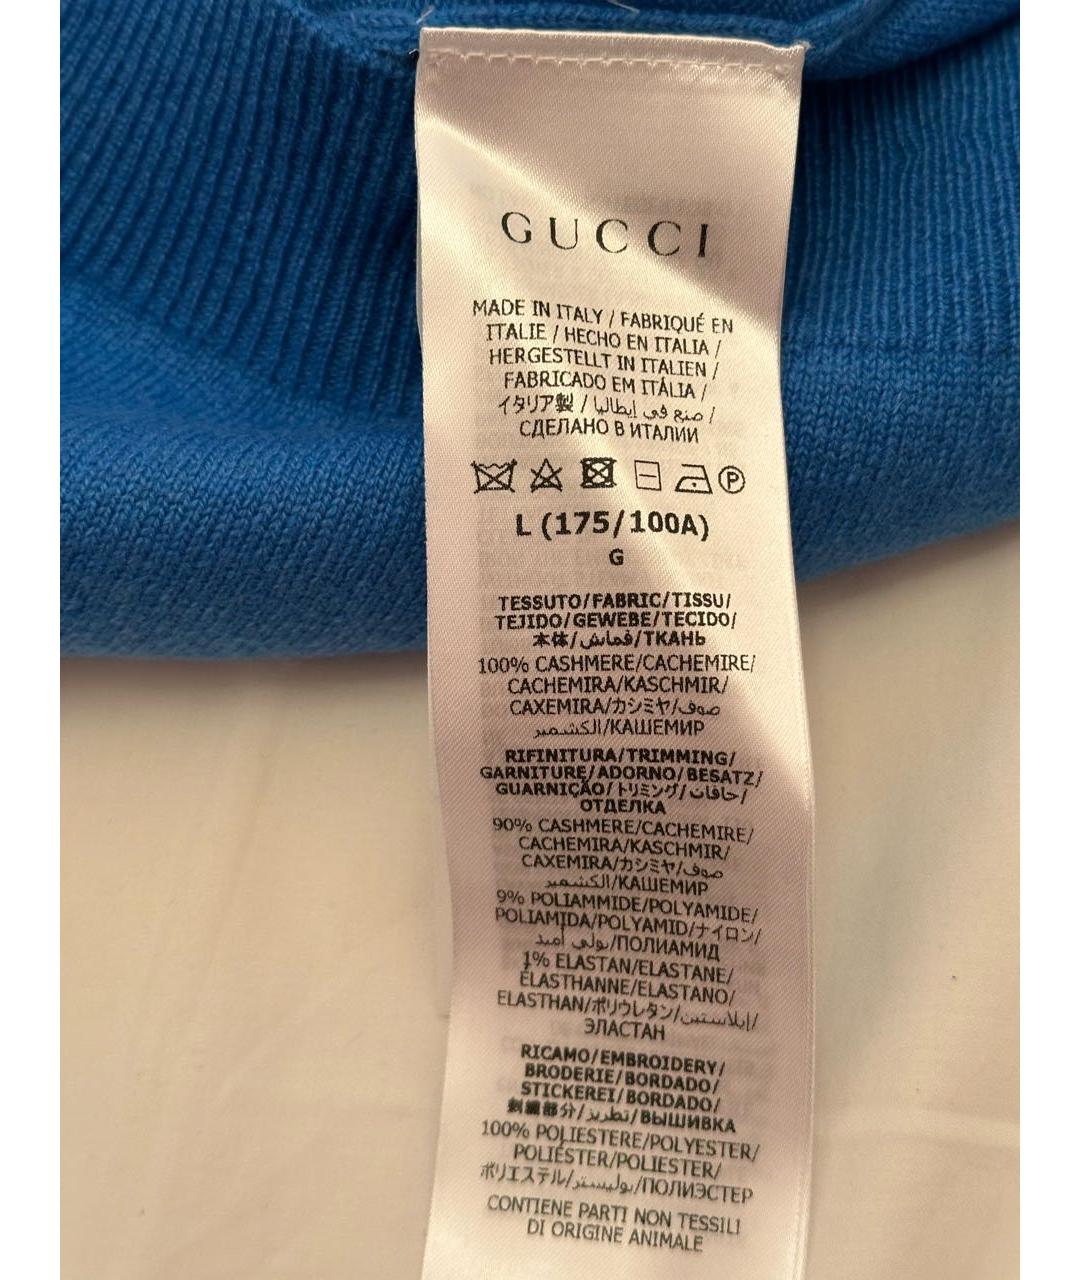 GUCCI
MADE IN ITALY / FABRIQUÉ EN
ITALIE / HECHO EN ITALIA /
HERGESTELLT IN ITALIEN /
FABRICADO EM ITÁLIA /
イタリア製 / صنع في إيطاليا /
СДЕЛАНО В ИТАЛИИ
P
L (175/100A)
G
TESSUTO/FABRIC/TISSU/
TEJIDO/GEWEBE/TECIDO/
本体/قماش/ТКАНЬ
100% CASHMERE/CACHEMIRE/
CACHEMIRA/KASCHMIR/
CAXEMIRA/カシミヤ/صوف
الكشمير/КАШЕМИР
RIFINITURA/TRIMMING/
GARNITURE/ADORNO/BESATZ/
GUARNIÇÃO/トリミング/حافات/
ОТДЕЛКА
90% CASHMERE/CACHEMIRE/
CACHEMIRA/KASCHMIR/
CAXEMIRA/カシミヤ/صوف
الكشمير/КАШЕМИР
9% POLIAMMIDE/POLYAMIDE/
POLIAMIDA/POLYAMID/ナイロン/
بولي أميد/ПОЛИАМИД
1% ELASTAN/ELASTANE/
ÉLASTHANNE/ELASTANO/
ELASTHAN/ポリウレタン/إيلاستين/
ЭЛАСТАН
RICAMO/EMBROIDERY/
BRODERIE/BORDADO/
STICKEREI/BORDADO/
刺繍部分/تطريز/ВЫШИВКА
100% POLIESTERE/POLYESTER/
POLIÉSTER/POLIESTER/
ポリエステル/بوليستر/ПОЛИЭСТЕР
CONTIENE PARTI NON TESSILI
DI ORIGINE ANIMALE